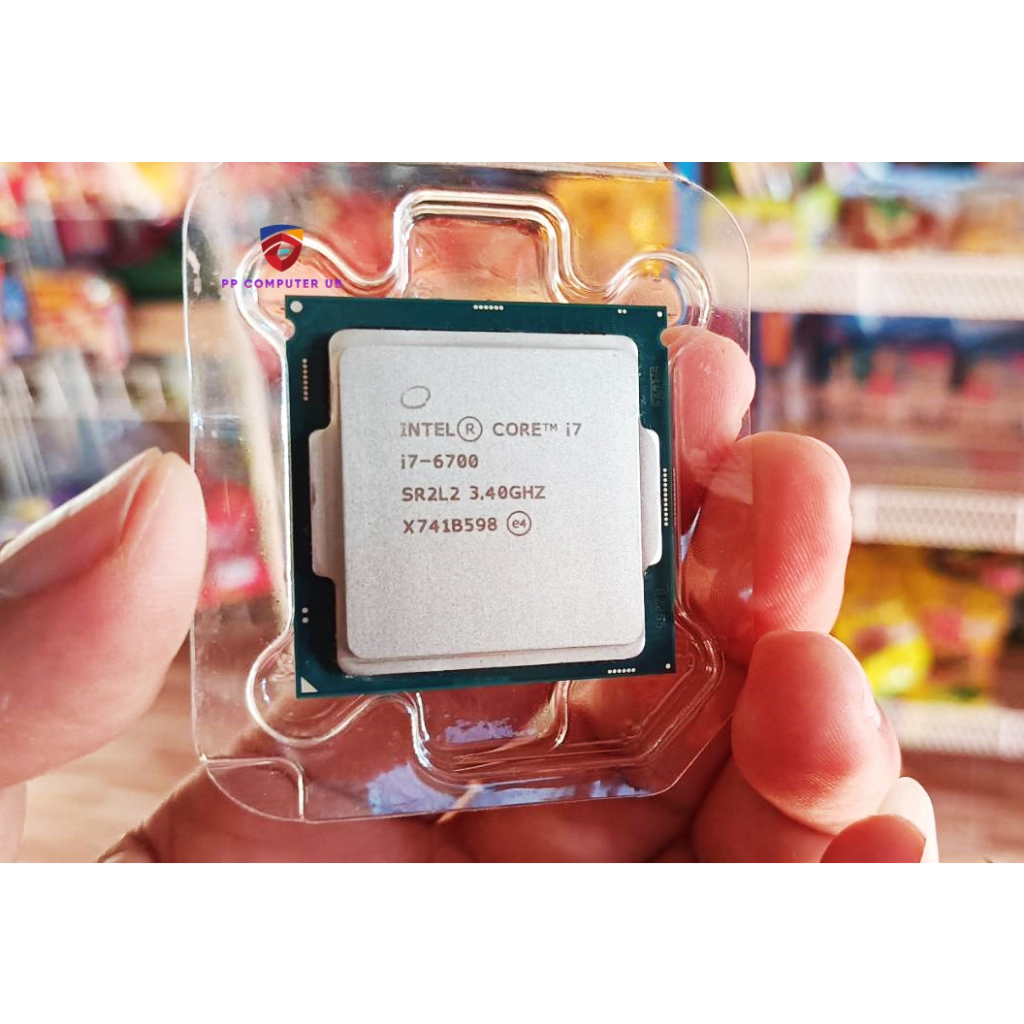 PP COMPUTER UB
INTEL® CORE™ i7
i7-6700
SR2L2 3.40GHZ
X741B598 e4